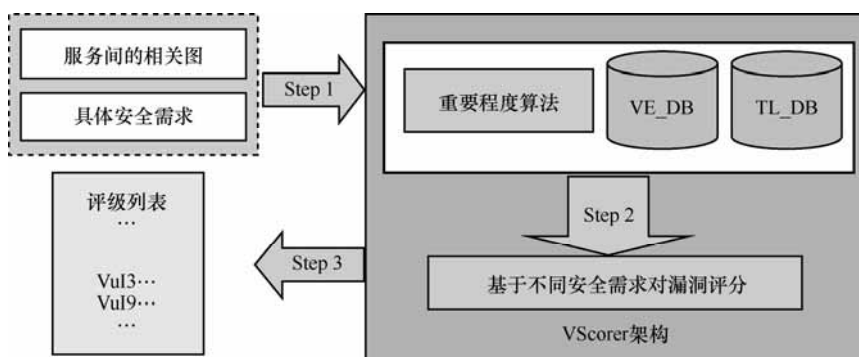 服务间的相关图
具体安全需求
Step 1
重要程度算法
VE_DB
TL_DB
Step 2
基于不同安全需求对漏洞评分
VScorer架构
Step 3
评级列表
…
Vul3…
Vul9…
…